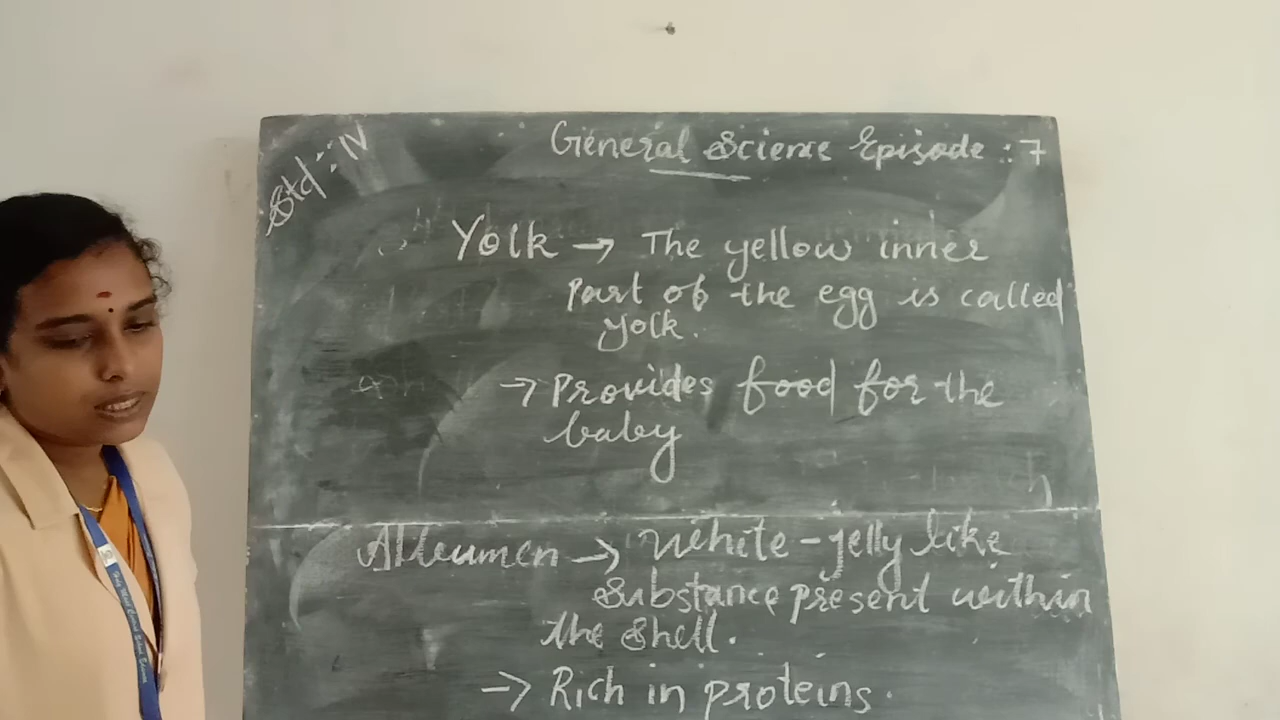 Std : IV
General Science Episode : 7
Yolk → The yellow inner
part of the egg is called
yolk.
→ Provides food for the
baby
Albumen → White - jelly like
substance present within
the shell.
→ Rich in proteins.